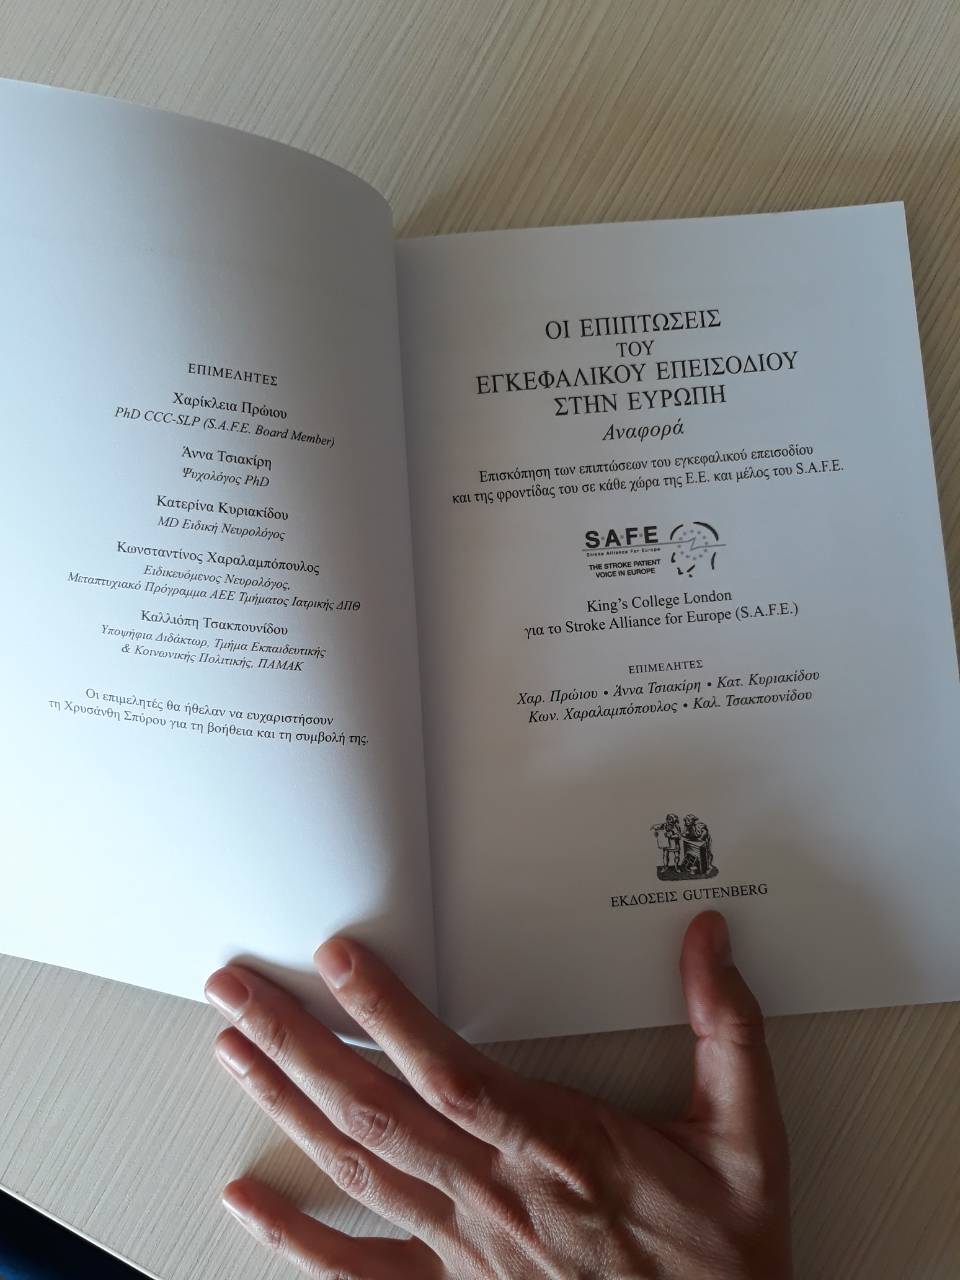 ΕΠΙΜΕΛΗΤΕΣ
Χαρίκλεια Πρώιου
PhD CCC-SLP (S.A.F.E. Board Member)
Άννα Τσιακίρη
Ψυχολόγος PhD
Κατερίνα Κυριακίδου
MD Ειδική Νευρολόγος
Κωνσταντίνος Χαραλαμπόπουλος
Ειδικευόμενος Νευρολόγος,
Μεταπτυχιακό Πρόγραμμα ΑΕΕ Τμήματος Ιατρικής ΔΠΘ
Καλλιόπη Τσακπουνίδου
Υποψήφια Διδάκτωρ, Τμήμα Εκπαιδευτικής
& Κοινωνικής Πολιτικής, ΠΑΜΑΚ
Οι επιμελητές θα ήθελαν να ευχαριστήσουν
τη Χρυσάνθη Σπύρου για τη βοήθεια και τη συμβολή της.
ΟΙ ΕΠΙΠΤΩΣΕΙΣ
ΤΟΥ
ΕΓΚΕΦΑΛΙΚΟΥ ΕΠΕΙΣΟΔΙΟΥ
ΣΤΗΝ ΕΥΡΩΠΗ
Αναφορά
Επισκόπηση των επιπτώσεων του εγκεφαλικού επεισοδίου
και της φροντίδας του σε κάθε χώρα της Ε.Ε. και μέλος του S.A.F.E.
S·A·F·E
Stroke Alliance For Europe
THE STROKE PATIENT
VOICE IN EUROPE
King's College London
για το Stroke Alliance for Europe (S.A.F.E.)
ΕΠΙΜΕΛΗΤΕΣ
Χαρ. Πρώιου • Άννα Τσιακίρη • Κατ. Κυριακίδου
Κων. Χαραλαμπόπουλος • Καλ. Τσακπουνίδου
ΕΚΔΟΣΕΙΣ GUTENBERG